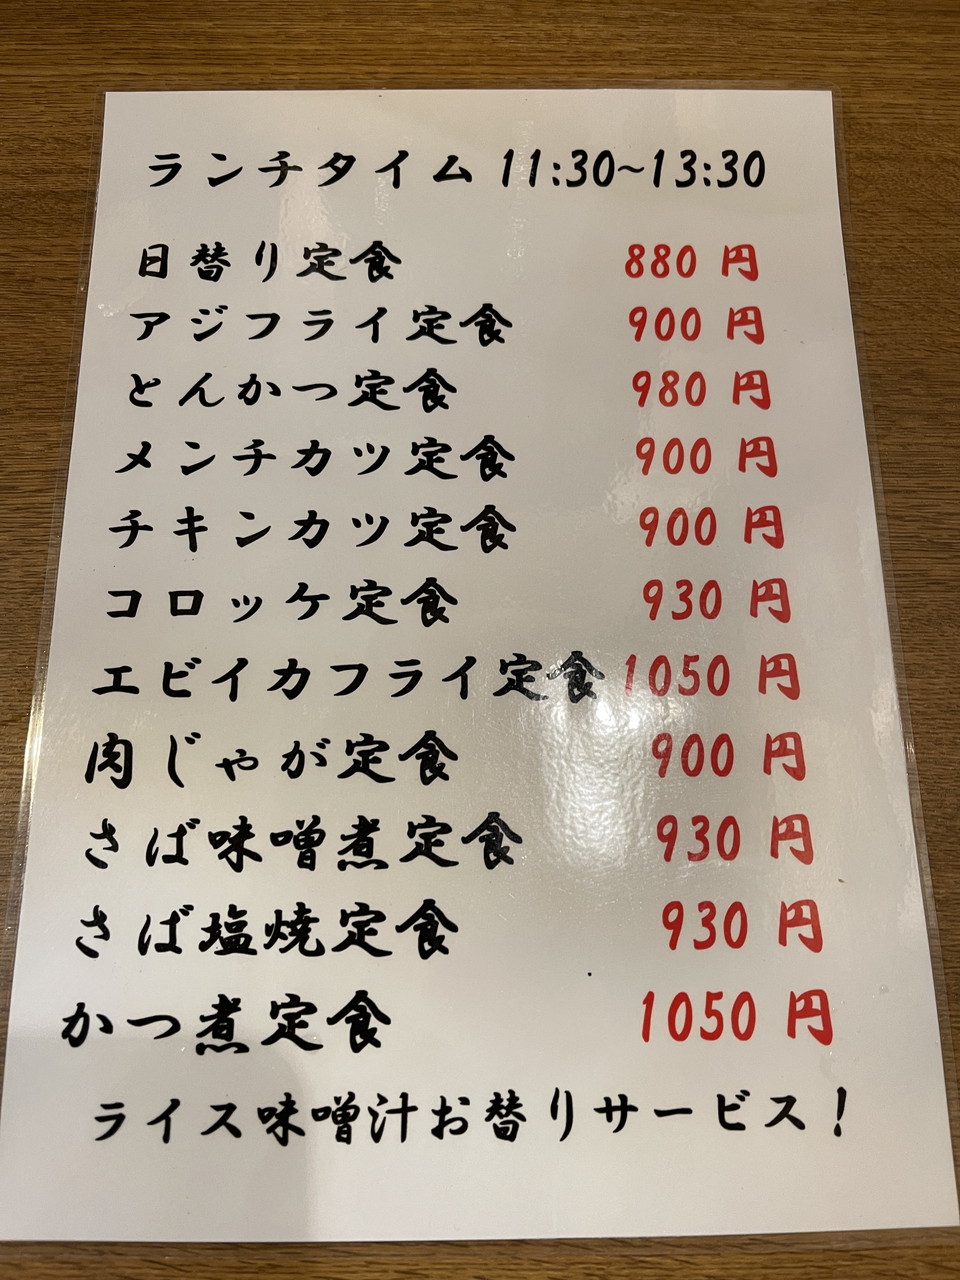 ランチタイム 11:30~13:30
日替り定食 880 円
アジフライ定食 900 円
とんかつ定食 980 円
メンチカツ定食 900 円
チキンカツ定食 900 円
コロッケ定食 930 円
エビイカフライ定食 1050 円
肉じゃが定食 900 円
さば味噌煮定食 930 円
さば塩焼定食 930 円
かつ煮定食 1050 円
ライス味噌汁お替りサービス！